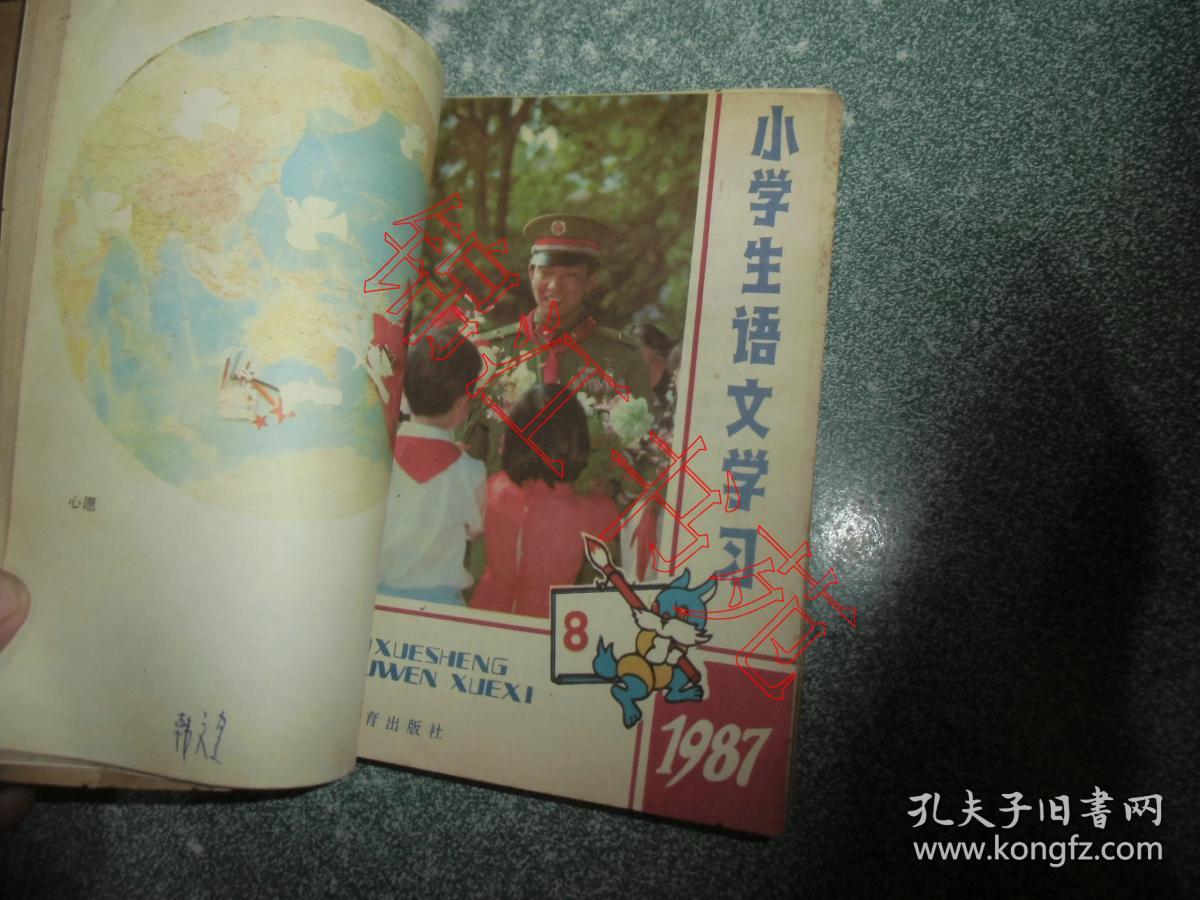 心愿
小学生语文学习
8
XUESHENG
UWEN XUEXI
育出版社
1987
孔夫子旧书网
www.kongfz.com